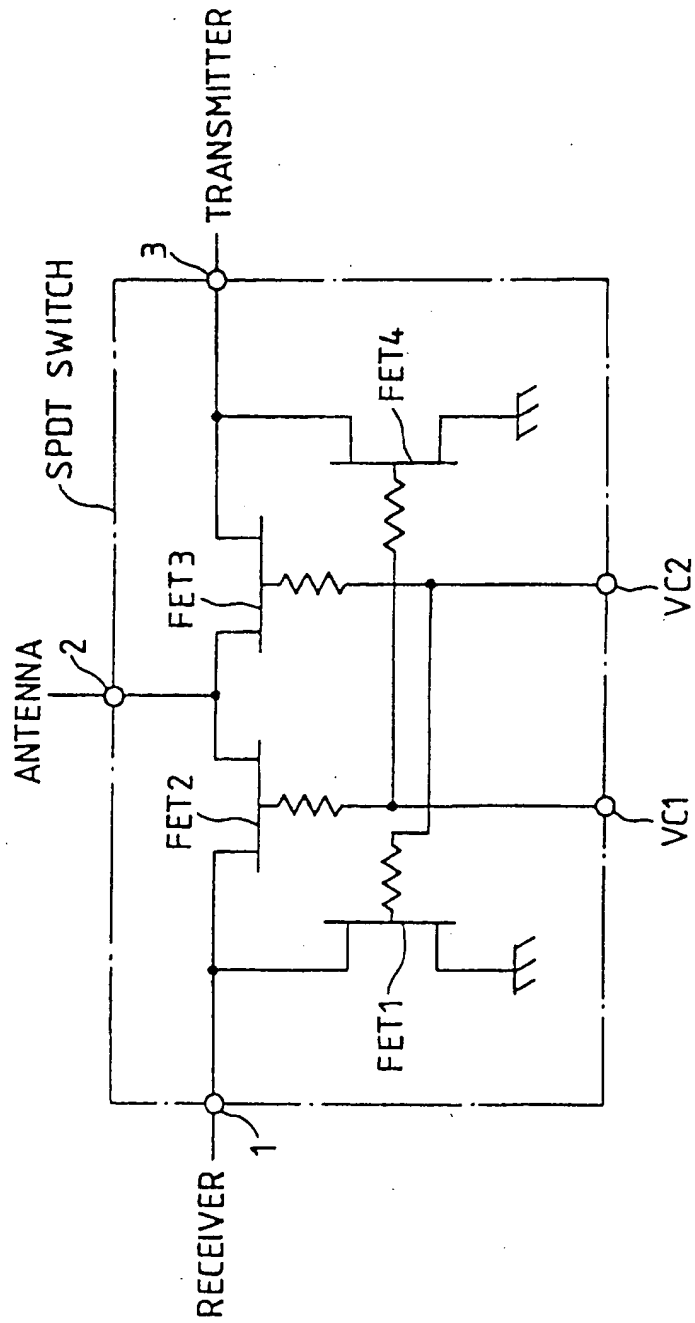 ANTENNA
2
SPDT SWITCH
3
TRANSMITTER
RECEIVER
1
FET2
FET3
FET1
FET4
VC1
VC2